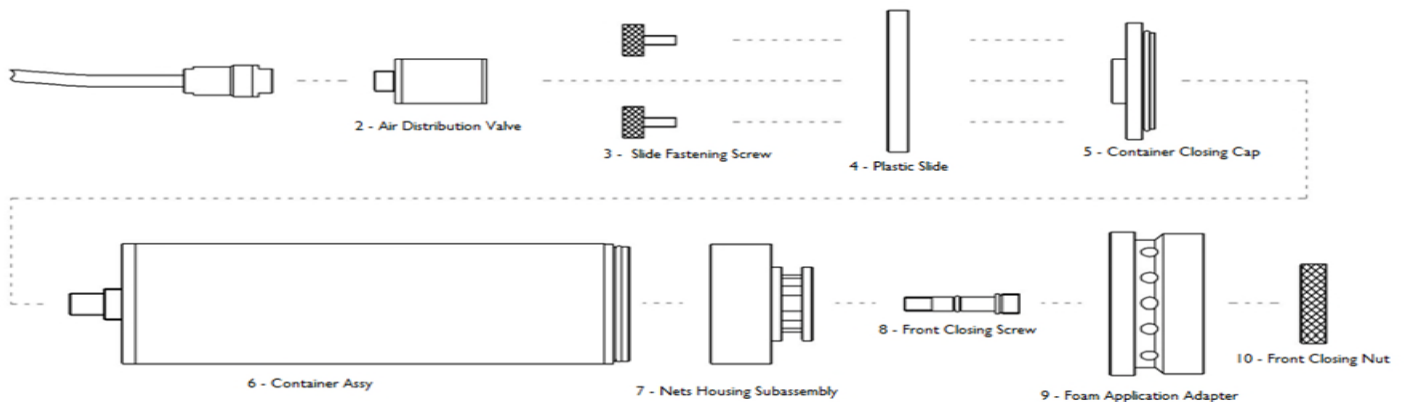 2 - Air Distribution Valve
3 - Slide Fastening Screw
4 - Plastic Slide
5 - Container Closing Cap
6 - Container Assy
7 - Nets Housing Subassembly
8 - Front Closing Screw
9 - Foam Application Adapter
10 - Front Closing Nut